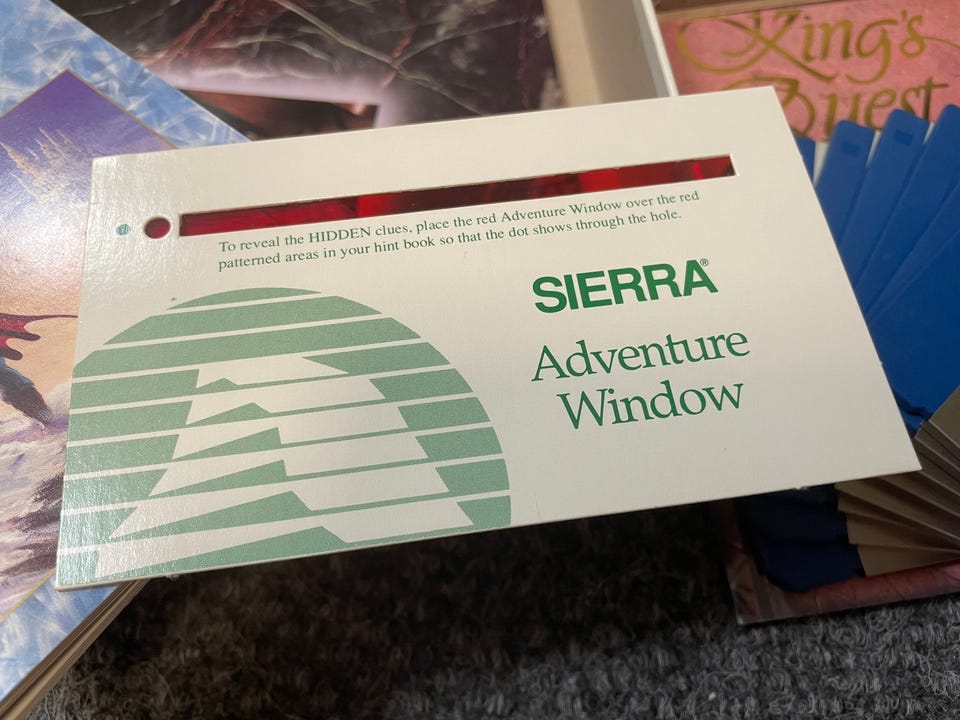 King's
Quest
To reveal the HIDDEN clues, place the red Adventure Window over the red
patterned areas in your hint book so that the dot shows through the hole.
SIERRA®
Adventure
Window